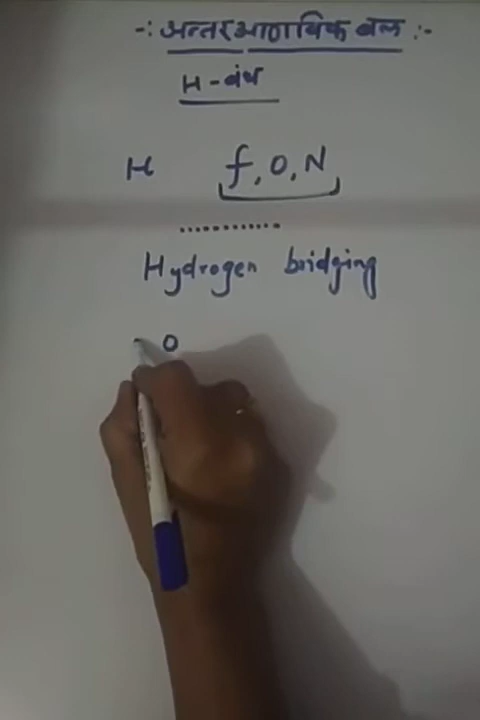 -: अन्तरआणविक बल :-
H-बंध
H f, O, N
............
Hydrogen bridging
O